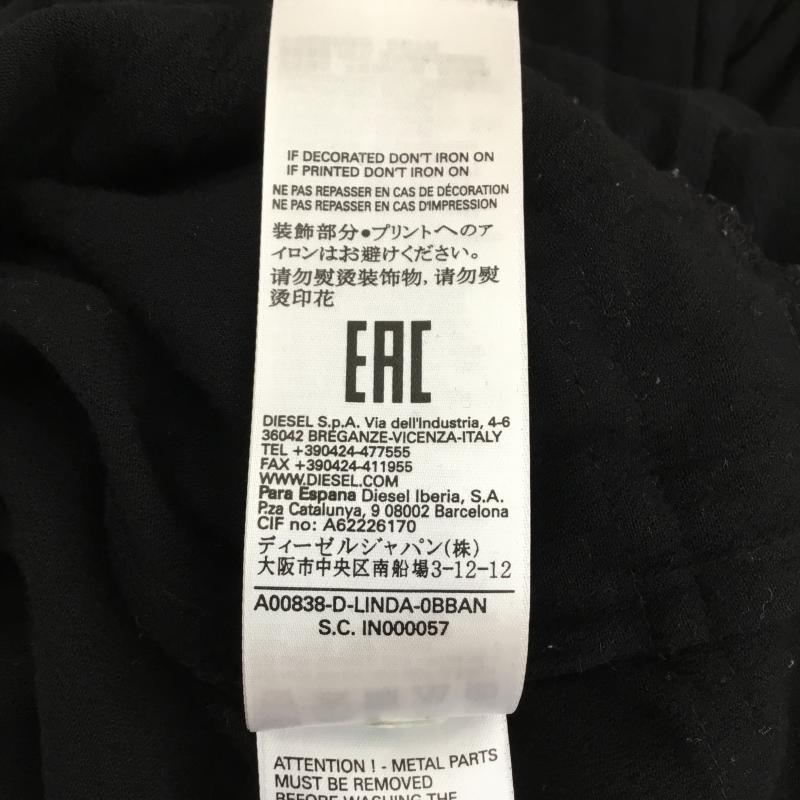 IF DECORATED DON'T IRON ON
IF PRINTED DON'T IRON ON
NE PAS REPASSER EN CAS DE DÉCORATION
NE PAS REPASSER EN CAS D'IMPRESSION
装飾部分●プリントへのア
イロンはお避けください。
请勿熨烫装饰物,请勿熨
烫印花
EAC
DIESEL S.p.A. Via dell'Industria, 4-6
36042 BREGANZE-VICENZA-ITALY
TEL +390424-477555
FAX +390424-411955
WWW.DIESEL.COM
Para Espana Diesel Iberia, S.A.
P.za Catalunya, 9 08002 Barcelona
CIF no: A62226170
ディーゼルジャパン(株)
大阪市中央区南船場3-12-12
A00838-D-LINDA-0BBAN
S.C. IN000057
ATTENTION ! - METAL PARTS
MUST BE REMOVED
BEFORE WASHING THE